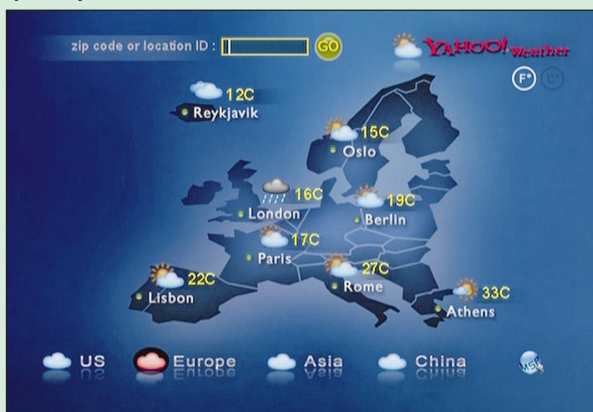 zip code or location ID :
GO
YAHOO! Weather
F°
C°
12C
Reykjavik
15C
Oslo
16C
London
19C
Berlin
17C
Paris
27C
Rome
22C
Lisbon
33C
Athens
US
Europe
Asia
China